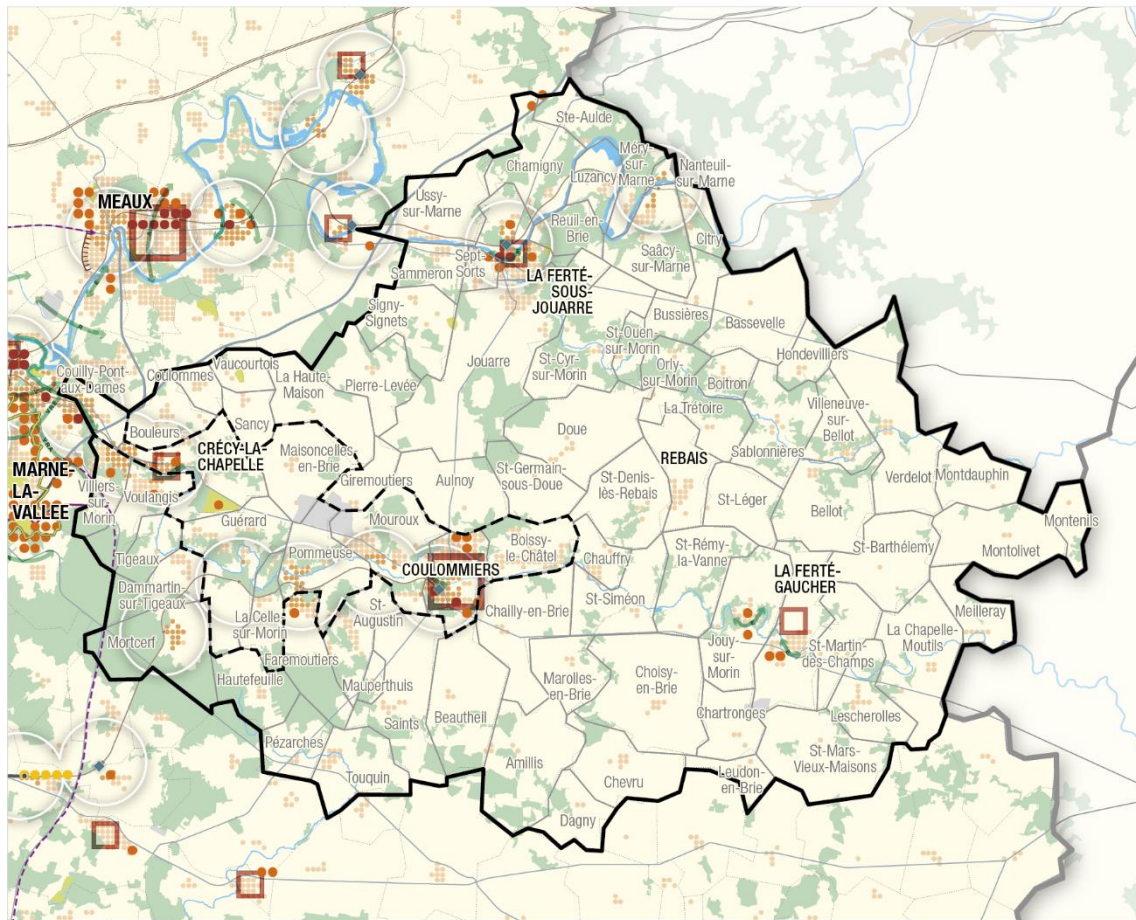 Ste-Aulde
Méry-
sur-
Marne
Nanteuil-
sur-Marne
Chamigny
Luzancy
MEAUX
Ussy-
sur-Marne
Reuil-en-
Brie
Citry
Saâcy-
sur-Marne
Sept-
Sorts
Sammeron
LA FERTÉ-
SOUS-
JOUARRE
Signy-
Signets
Bussières
Bassevelle
St-Ouen-
sur-Morin
Hondevilliers
Jouarre
St-Cyr-
sur-Morin
Orly-
sur-Morin
Boitron
Couilly-Pont-
aux-Dames
Coulommes
Vaucourtois
La Haute-
Maison
Pierre-Levée
La Trétoire
Villeneuve-
sur-
Bellot
Bouleurs
Sancy
Doue
CRÉCY-LA-
CHAPELLE
Maisoncelles-
en-Brie
REBAIS
Sablonnières
MARNE-
LA-
VALLÉE
Villiers-
sur-
Morin
Voulangis
Giremoutiers
Aulnoy
St-Germain-
sous-Doue
St-Denis-
lès-Rebais
St-Léger
Verdelot
Montdauphin
Bellot
Guérard
Mouroux
Montenils
Tigeaux
Pommeuse
Boissy-
le-Châtel
Chauffry
St-Rémy-
la-Vanne
St-Barthélemy
Montolivet
COULOMMIERS
LA FERTÉ-
GAUCHER
Dammartin-
sur-Tigeaux
La Celle-
sur-Morin
St-
Augustin
Chailly-en-Brie
St-Siméon
Meilleray
Mortcerf
La Chapelle-
Moutils
Faremoutiers
Jouy-
sur-
Morin
St-Martin-
des-Champs
Hautefeuille
Mauperthuis
Marolles-
en-Brie
Choisy-
en-Brie
Saints
Beautheil
Chartronges
Lescherolles
Pézarches
Amillis
St-Mars-
Vieux-Maisons
Touquin
Chevru
Leudon-
en-Brie
Dagny